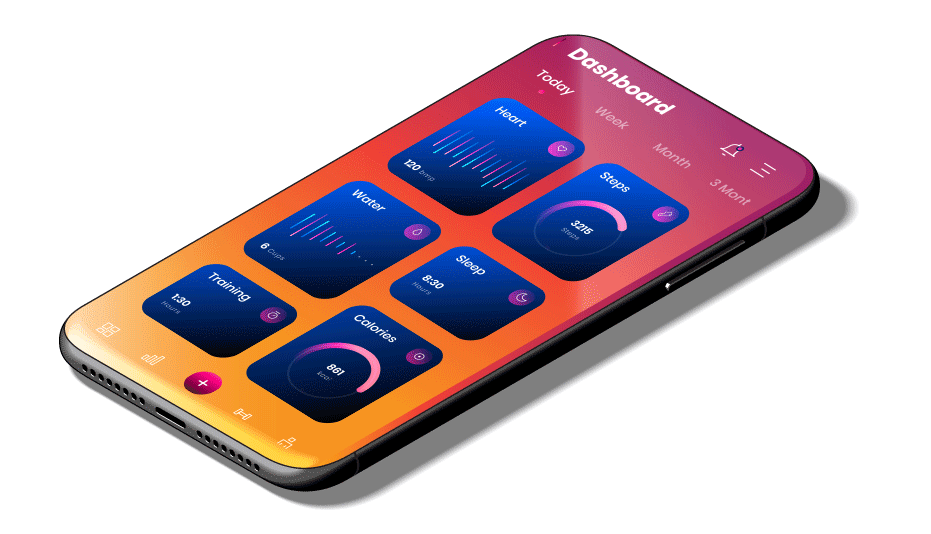 Dashboard
Today
Week
Month
3 Mont
Heart
120 bmp
Steps
3215
Steps
Water
6 Cups
Sleep
8:30
Hours
Training
1:30
Hours
Calories
861
kcal